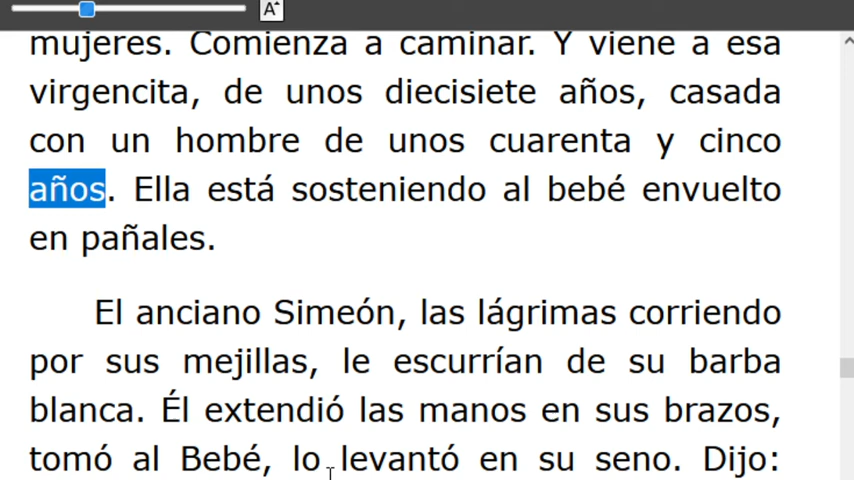 A
mujeres. Comienza a caminar. Y viene a esa
virgencita, de unos diecisiete años, casada
con un hombre de unos cuarenta y cinco
años. Ella está sosteniendo al bebé envuelto
en pañales.
El anciano Simeón, las lágrimas corriendo
por sus mejillas, le escurrían de su barba
blanca. Él extendió las manos en sus brazos,
tomó al Bebé, lo levantó en su seno. Dijo: